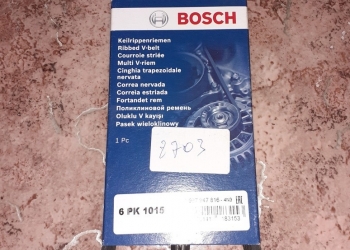 BOSCH
Keilrippenriemen
Ribbed V-belt
Courroie striée
Multi V-riem
Cinghia trapezoidale
nervata
Correa nervada
Correia estriada
Fortandet rem
Поликлиновой ремень
Oluklu V kayışı
Pasek wieloklinowy
1 Pc
2703
6 PK 1015